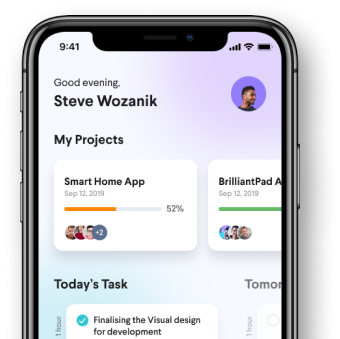 9:41
Good evening,
Steve Wozanik
My Projects
Smart Home App
Sep 12, 2019
52%
+2
BrilliantPad A
Sep 12, 2019
Today's Task
Tomor
1 hour
Finalising the Visual design
for development
1 hour